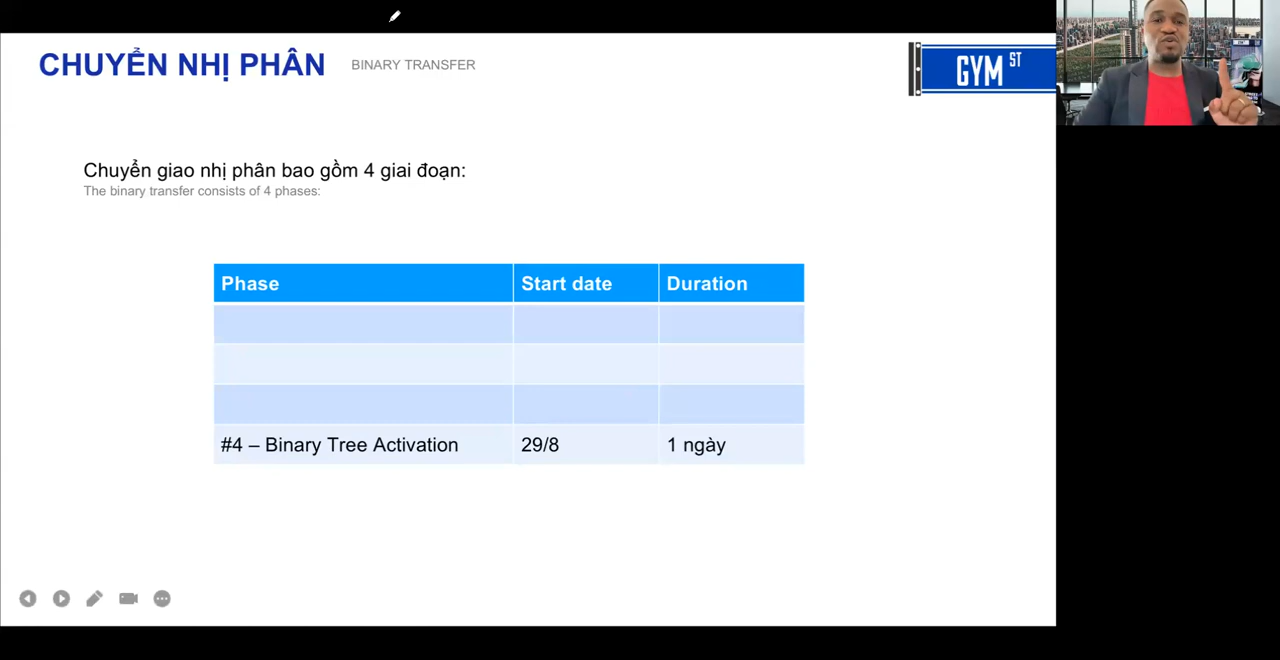 CHUYỂN NHỊ PHÂN BINARY TRANSFER
GYM ST
Chuyển giao nhị phân bao gồm 4 giai đoạn:
The binary transfer consists of 4 phases:
Phase Start date Duration
#4 – Binary Tree Activation 29/8 1 ngày